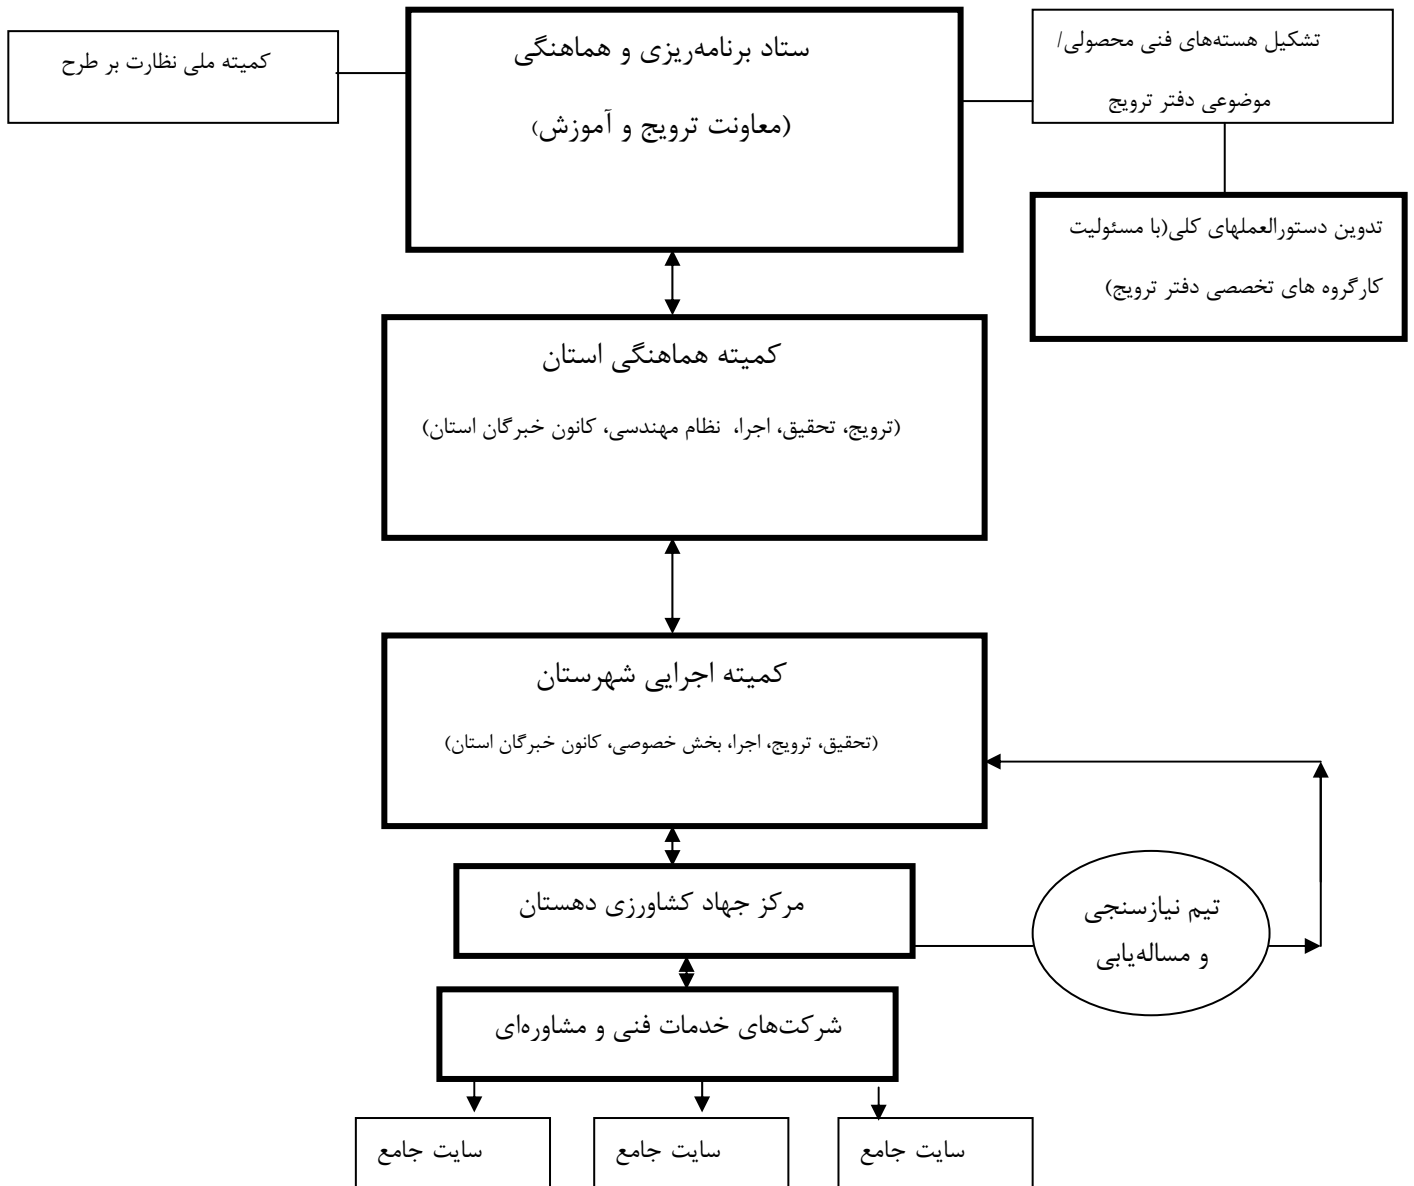 ستاد برنامه‌ریزی و هماهنگی
(معاونت ترویج و آموزش)
تشکیل هسته‌های فنی محصولی/
موضوعی دفتر ترویج
کمیته ملی نظارت بر طرح
تدوین دستورالعملهای کلی(با مسئولیت
کارگروه های تخصصی دفتر ترویج)
کمیته هماهنگی استان
(ترویج، تحقیق، اجرا، نظام مهندسی، کانون خبرگان استان)
کمیته اجرایی شهرستان
(تحقیق، ترویج، اجرا، بخش خصوصی، کانون خبرگان استان)
مرکز جهاد کشاورزی دهستان
تیم نیازسنجی
و مساله‌یابی
شرکت‌های خدمات فنی و مشاوره‌ای
سایت جامع
سایت جامع
سایت جامع